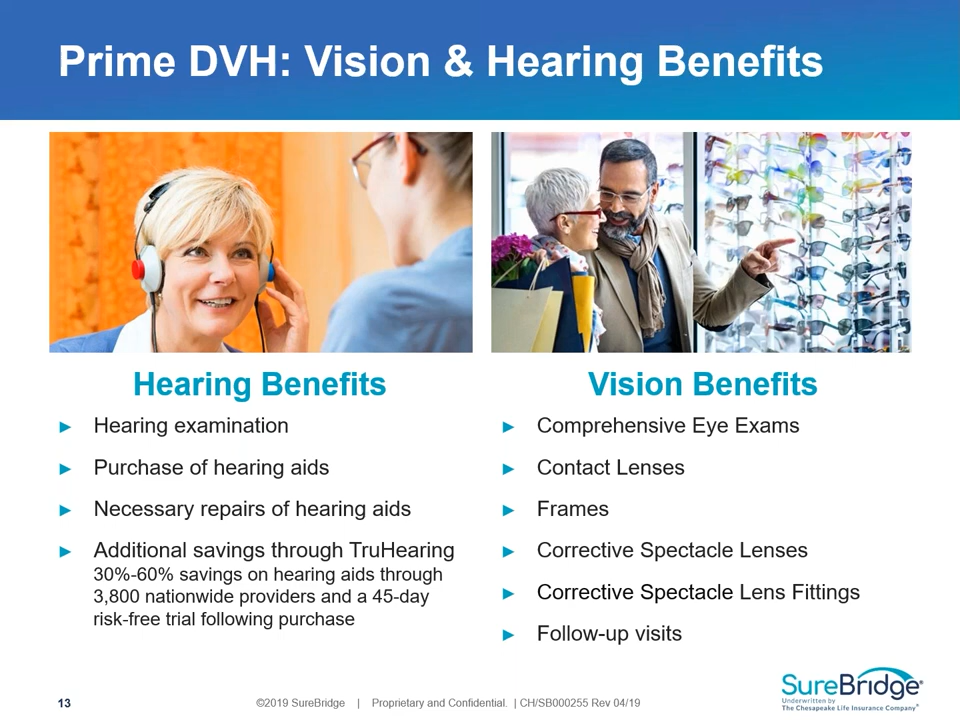 Prime DVH: Vision & Hearing Benefits
Hearing Benefits
► Hearing examination
► Purchase of hearing aids
► Necessary repairs of hearing aids
► Additional savings through TruHearing
30%-60% savings on hearing aids through
3,800 nationwide providers and a 45-day
risk-free trial following purchase
Vision Benefits
► Comprehensive Eye Exams
► Contact Lenses
► Frames
► Corrective Spectacle Lenses
► Corrective Spectacle Lens Fittings
► Follow-up visits
13
©2019 SureBridge | Proprietary and Confidential. | CH/SB000255 Rev 04/19
SureBridge®
Underwritten by
The Chesapeake Life Insurance Company®